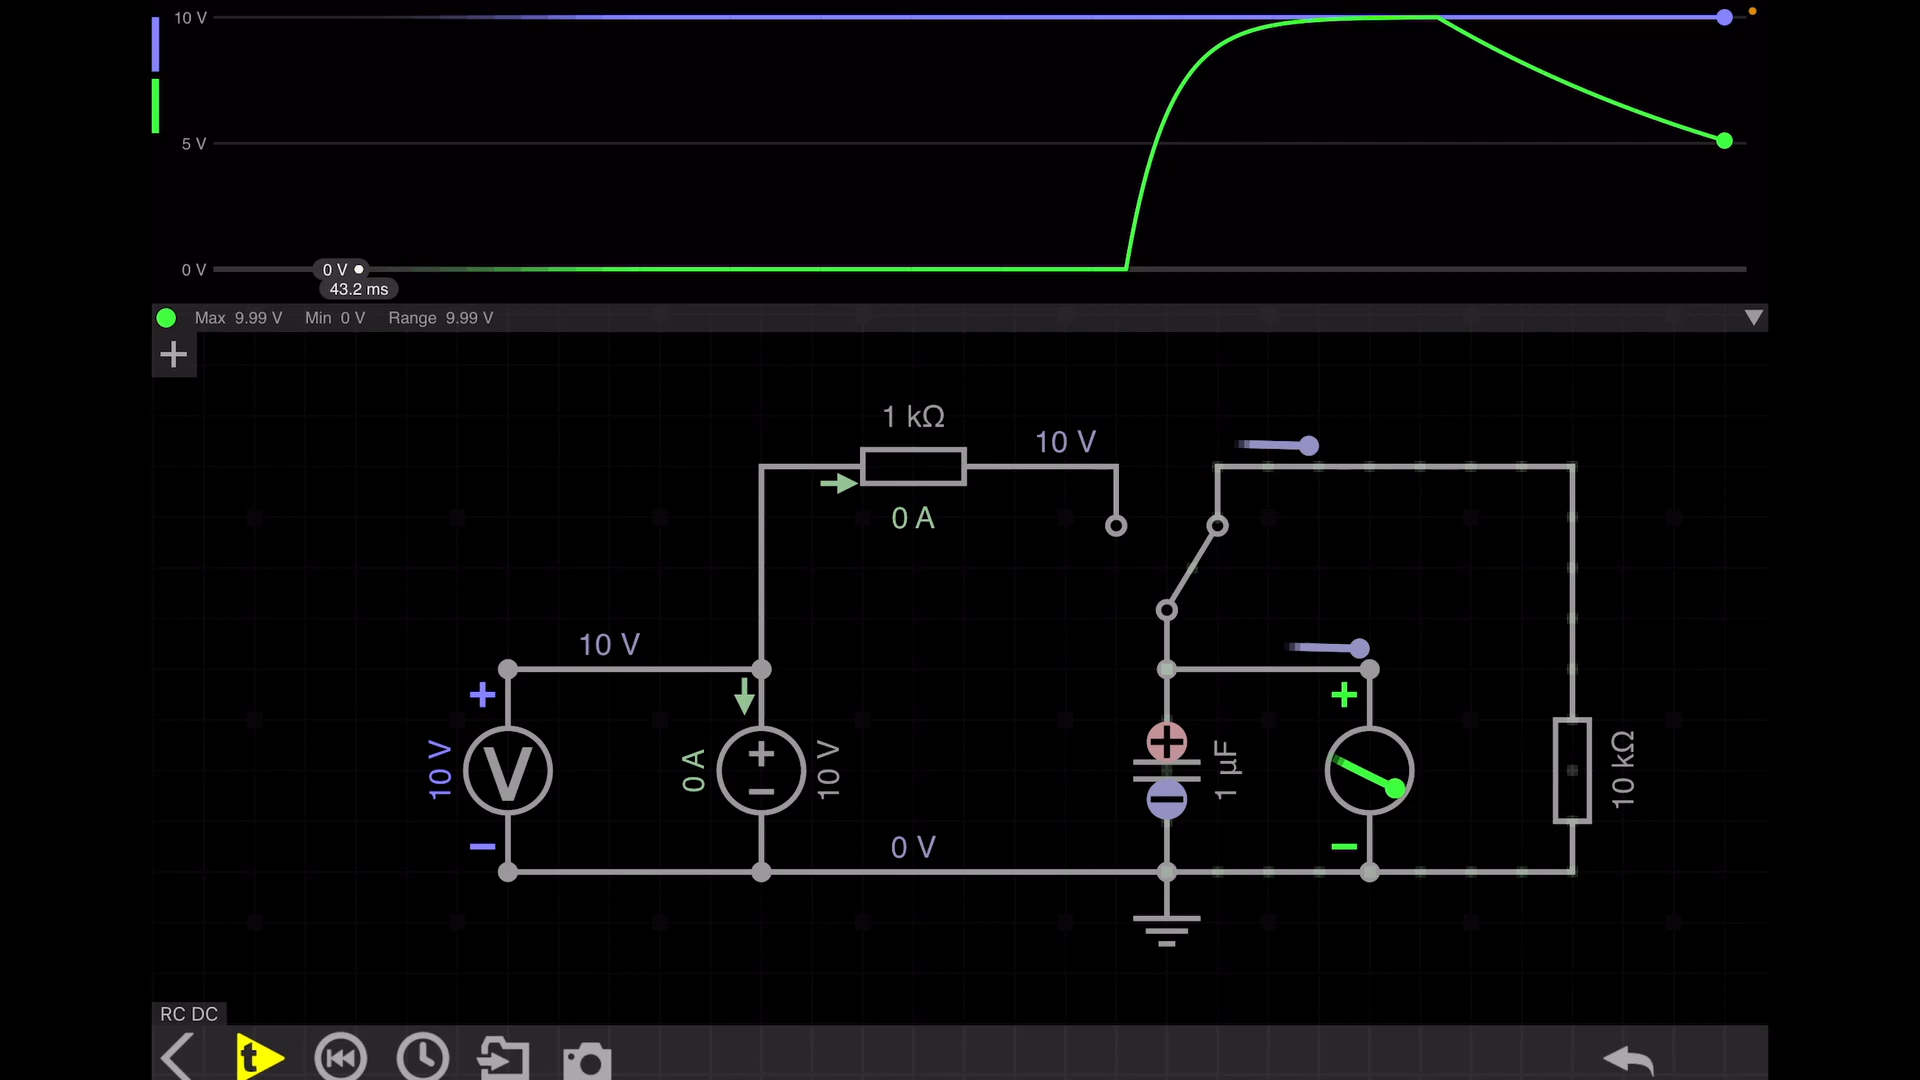 10 V
5 V
0 V
0 V
43.2 ms
Max 9.99 V Min 0 V Range 9.99 V
+
1 kΩ
10 V
0 A
10 V
+
+
10 V
V
0 A
+
−
10 V
+
−
1 µF
10 kΩ
−
0 V
−
RC DC
t